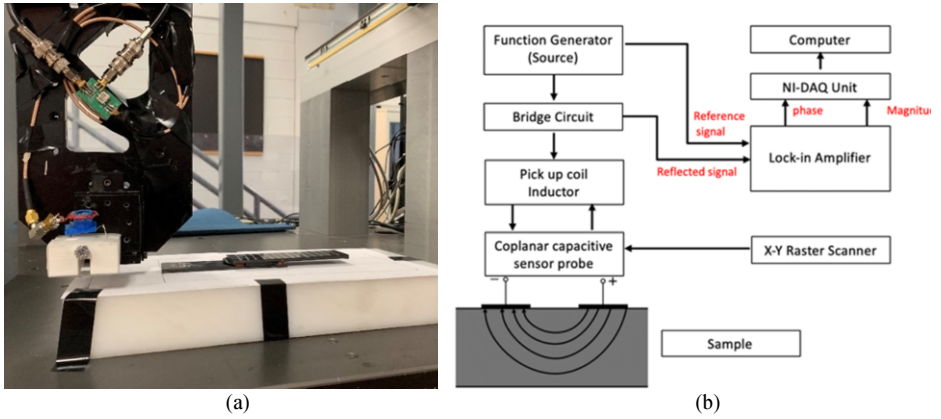 Function Generator
(Source)
Computer
NI-DAQ Unit
phase
Magnitud
Bridge Circuit
Reference
signal
Lock-in Amplifier
Reflected signal
Pick up coil
Inductor
Coplanar capacitive
sensor probe
X-Y Raster Scanner
− +
Sample
(a) (b)